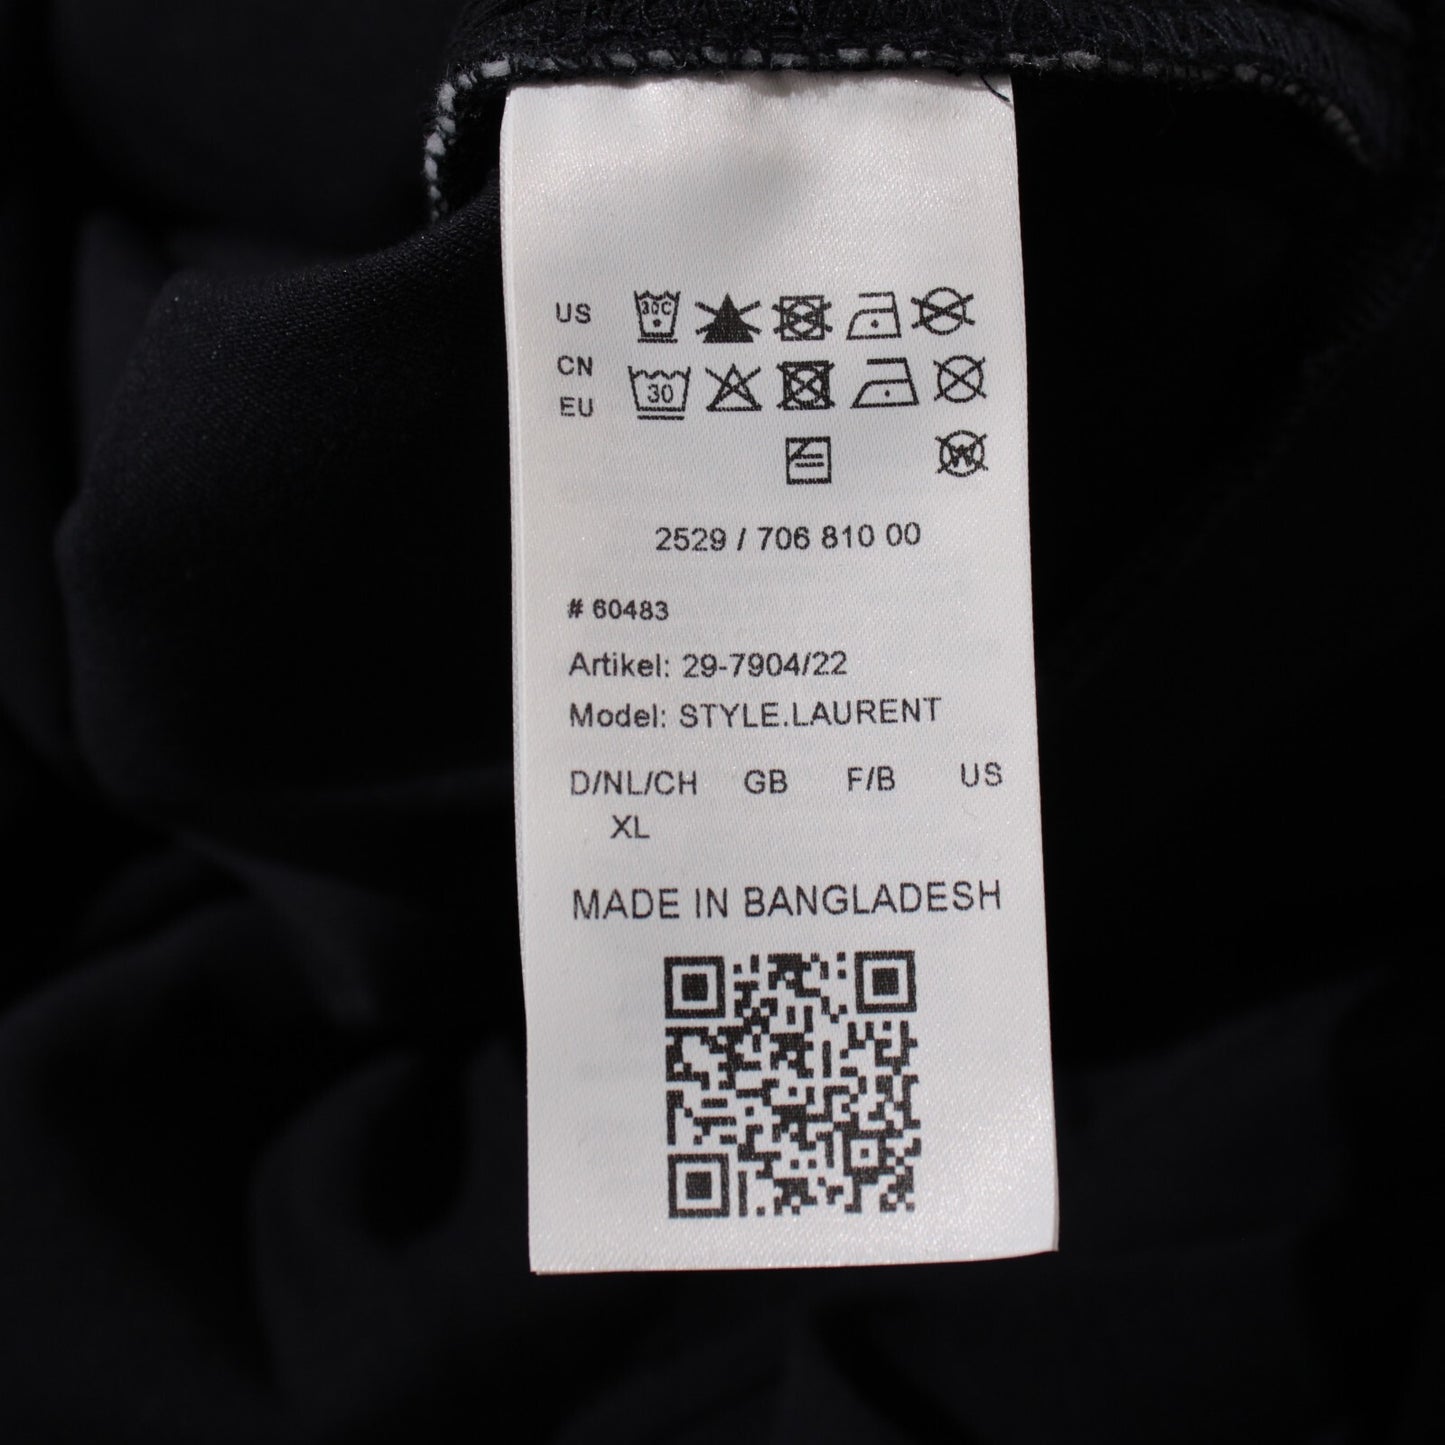 US 30C
CN
EU 30
W
2529 / 706 810 00
# 60483
Artikel: 29-7904/22
Model: STYLE.LAURENT
D/NL/CH GB F/B US
XL
MADE IN BANGLADESH